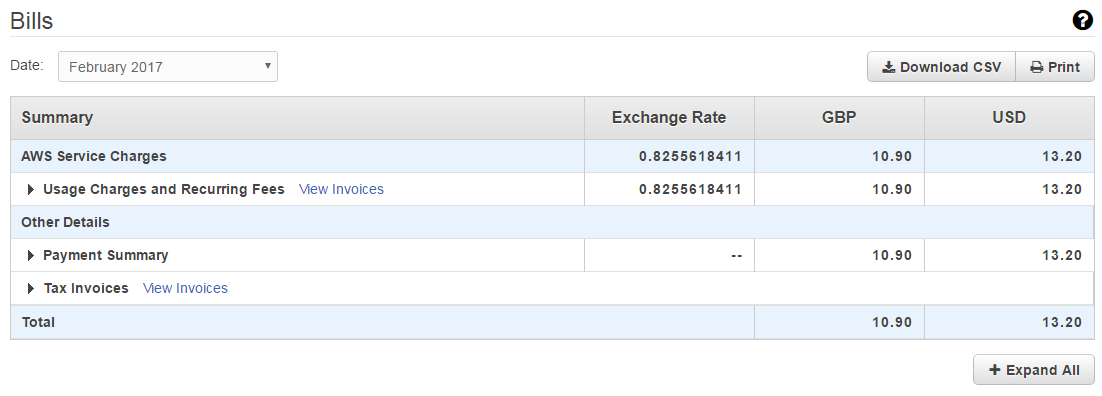 Bills
Date: February 2017 Download CSV Print
Summary Exchange Rate GBP USD
AWS Service Charges 0.8255618411 10.90 13.20
Usage Charges and Recurring Fees View Invoices 0.8255618411 10.90 13.20
Other Details
Payment Summary -- 10.90 13.20
Tax Invoices View Invoices
Total 10.90 13.20
+ Expand All